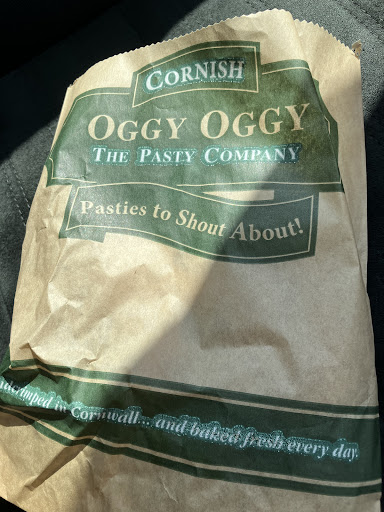 CORNISH
OGGY OGGY
THE PASTY COMPANY
Pasties to Shout About!
in Cornwall... and baked fresh every day.